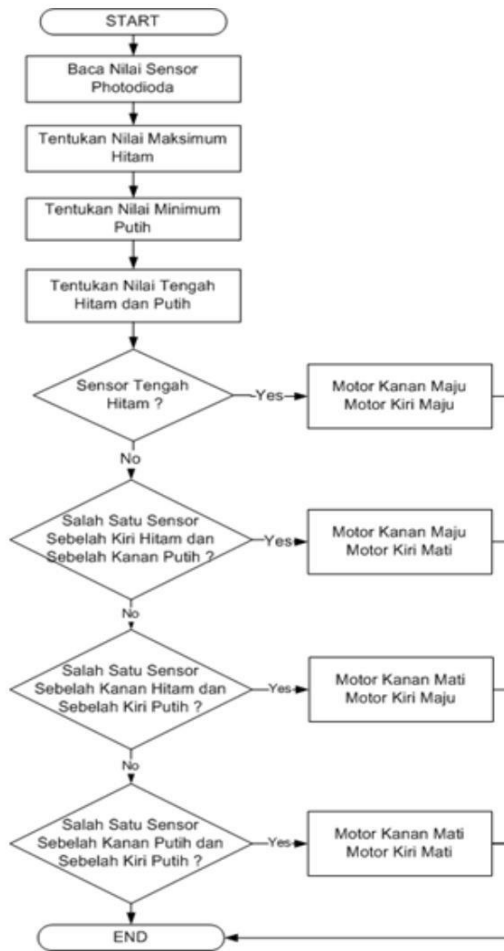 START
Baca Nilai Sensor
Photodioda
Tentukan Nilai Maksimum
Hitam
Tentukan Nilai Minimum
Putih
Tentukan Nilai Tengah
Hitam dan Putih
Sensor Tengah
Hitam ?
Yes
Motor Kanan Maju
Motor Kiri Maju
No
Salah Satu Sensor
Sebelah Kiri Hitam dan
Sebelah Kanan Putih ?
Yes
Motor Kanan Maju
Motor Kiri Mati
No
Salah Satu Sensor
Sebelah Kanan Hitam dan
Sebelah Kiri Putih ?
Yes
Motor Kanan Mati
Motor Kiri Maju
No
Salah Satu Sensor
Sebelah Kanan Putih dan
Sebelah Kiri Putih ?
Yes
Motor Kanan Mati
Motor Kiri Mati
END